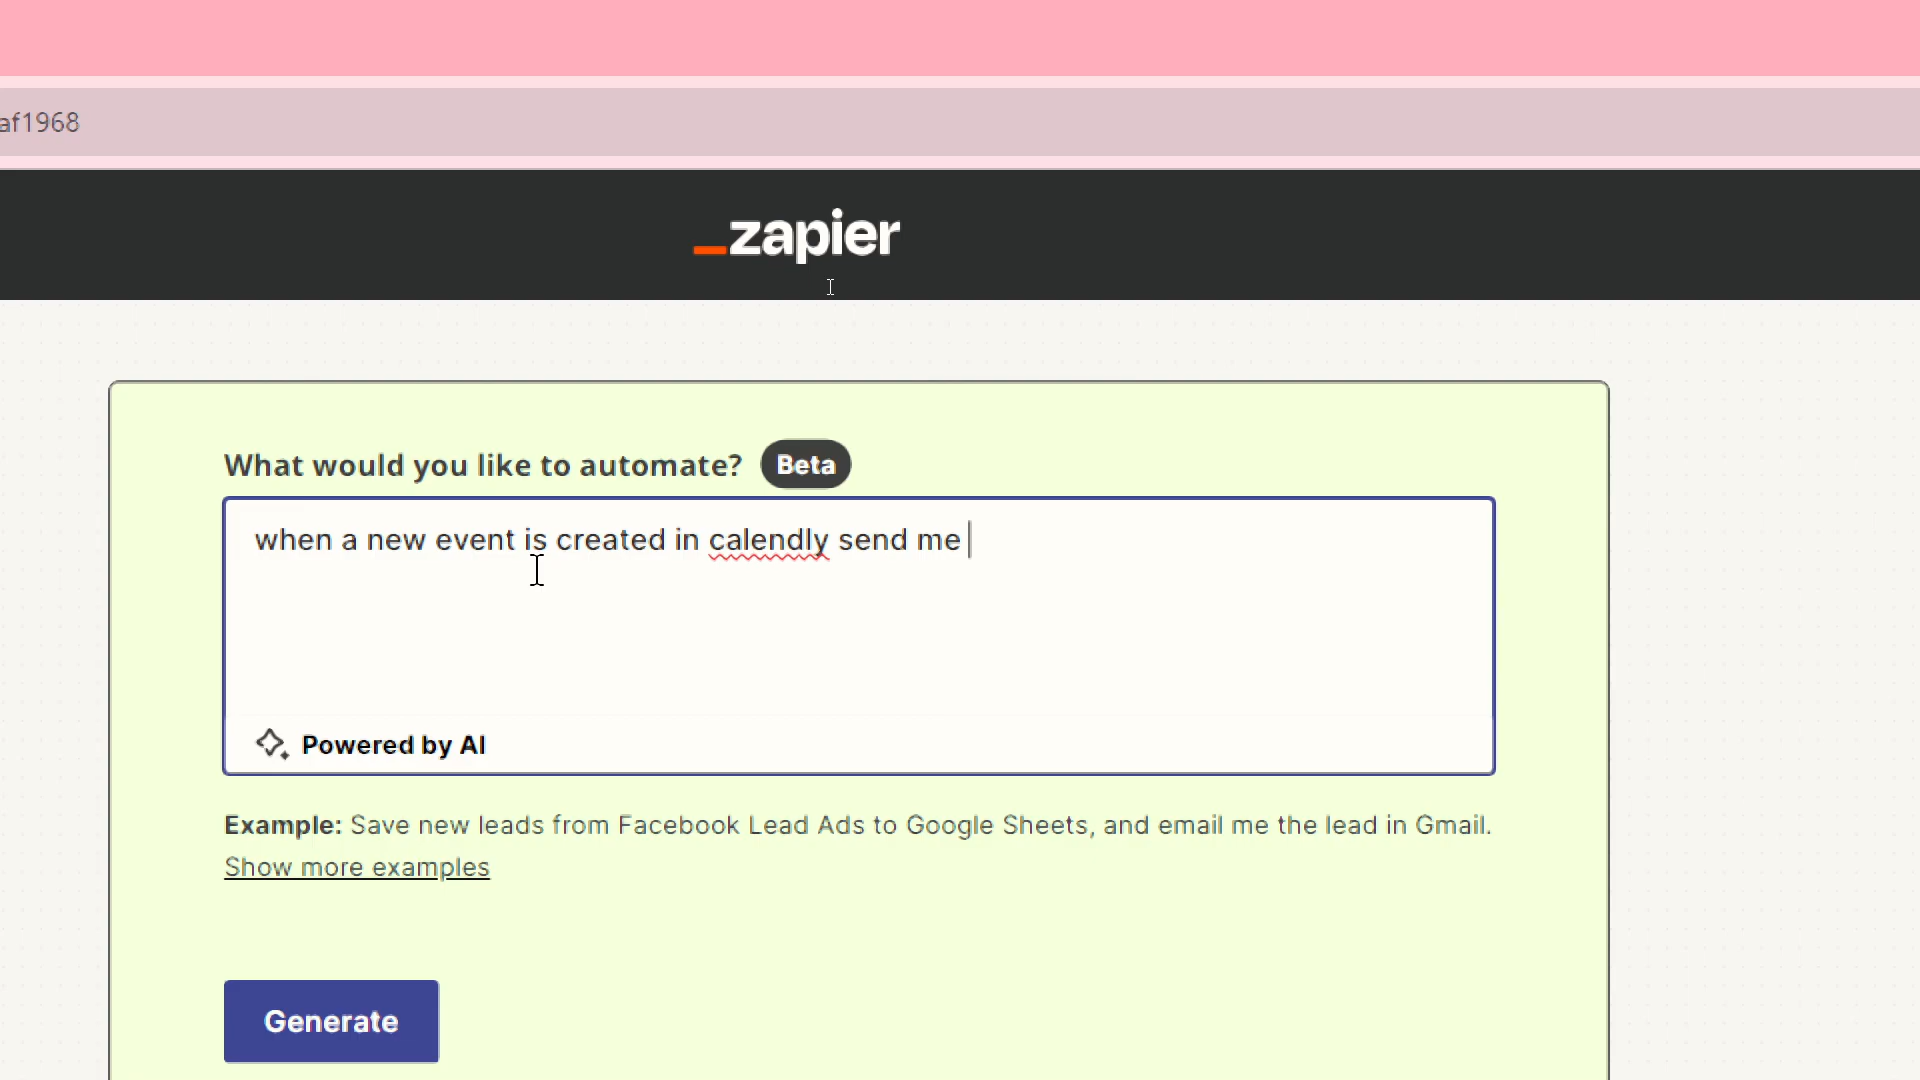 af1968
zapier
What would you like to automate? Beta
when a new event is created in calendly send me
Powered by AI
Example: Save new leads from Facebook Lead Ads to Google Sheets, and email me the lead in Gmail.
Show more examples
Generate